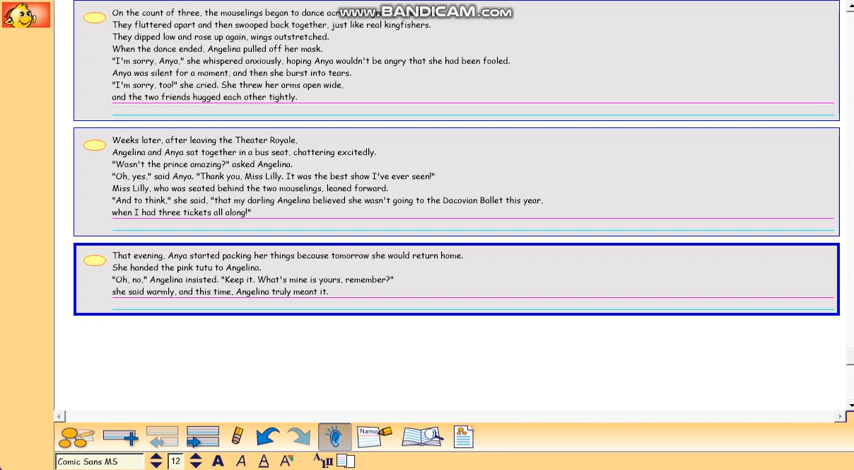 www.BANDICAM.com
On the count of three, the mouselings began to dance
They fluttered apart and then swooped back together, just like real kingfishers.
They dipped low and rose up again, wings outstretched.
When the dance ended, Angelina pulled off her mask.
"I'm sorry, Anya," she whispered anxiously, hoping Anya wouldn't be angry that she had been fooled.
Anya was silent for a moment, and then she burst into tears.
"I'm sorry, too!" she cried. She threw her arms open wide,
and the two friends hugged each other tightly.
Weeks later, after leaving the Theater Royale,
Angelina and Anya sat together in a bus seat, chattering excitedly.
"Wasn't the prince amazing?" asked Angelina.
"Oh, yes," said Anya. "Thank you, Miss Lilly. It was the best show I've ever seen!"
Miss Lilly, who was seated behind the two mouselings, leaned forward.
"And to think," she said, "that my darling Angelina believed she wasn't going to the Dacovian Ballet this year,
when I had three tickets all along!"
That evening, Anya started packing her things because tomorrow she would return home.
She handed the pink tutu to Angelina.
"Oh, no," Angelina insisted. "Keep it. What's mine is yours, remember?"
she said warmly, and this time, Angelina truly meant it.
Name
Comic Sans MS
12
A A A A